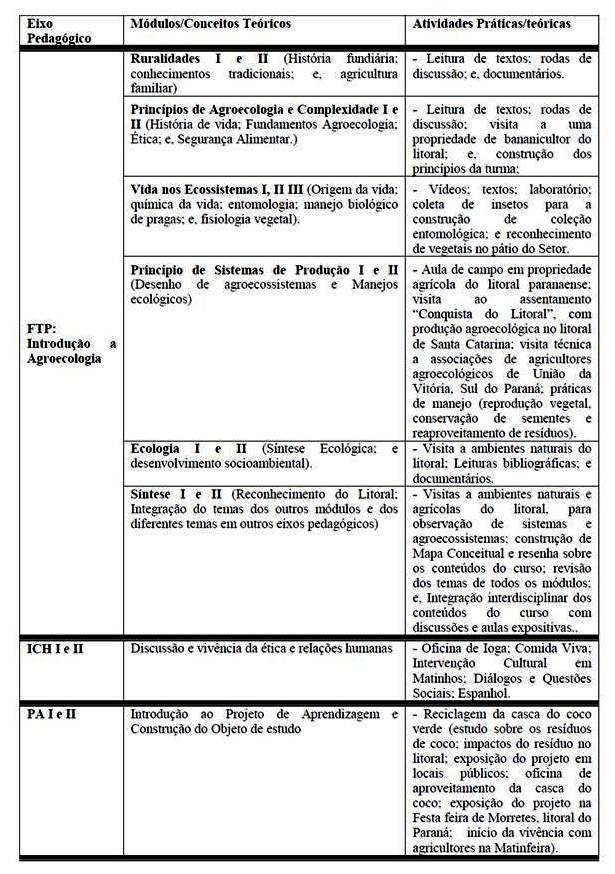 Eixo Pedagógico
Módulos/Conceitos Teóricos
Atividades Práticas/teóricas
FTP:
Introdução a
Agroecologia
Ruralidades I e II (História fundiária;
conhecimentos tradicionais; e, agricultura
familiar)
- Leitura de textos; rodas de
discussão; e, documentários.
Princípios de Agroecologia e Complexidade I e
II (História de vida; Fundamentos Agroecologia;
Ética; e, Segurança Alimentar.)
- Leitura de textos; rodas de
discussão; visita a uma
propriedade de bananicultor do
litoral; e, construção dos
princípios da turma;
Vida nos Ecossistemas I, II III (Origem da vida;
química da vida; entomologia; manejo biológico
de pragas; e, fisiologia vegetal).
- Vídeos; textos; laboratório;
coleta de insetos para a
construção de coleção
entomológica; e reconhecimento
de vegetais no pátio do Setor.
Princípio de Sistemas de Produção I e II
(Desenho de agroecossistemas e Manejos
ecológicos)
- Aula de campo em propriedade
agrícola do litoral paranaense;
visita ao assentamento
“Conquista do Litoral”, com
produção agroecológica no litoral
de Santa Catarina; visita técnica
a associações de agricultores
agroecológicos de União da
Vitória, Sul do Paraná; práticas
de manejo (reprodução vegetal,
conservação de sementes e
reaproveitamento de resíduos).
Ecologia I e II (Síntese Ecológica; e
desenvolvimento socioambiental).
- Visita a ambientes naturais do
litoral; Leituras bibliográficas; e
documentários.
Síntese I e II (Reconhecimento do Litoral;
Integração do temas dos outros módulos e dos
diferentes temas em outros eixos pedagógicos)
- Visitas a ambientes naturais e
agrícolas do litoral, para
observação de sistemas e
agroecossistemas; construção de
Mapa Conceitual e resenha sobre
os conteúdos do curso; revisão
dos temas de todos os módulos;
e, Integração interdisciplinar dos
conteúdos do curso com
discussões e aulas expositivas..
ICH I e II
Discussão e vivência da ética e relações humanas
- Oficina de Ioga; Comida Viva;
Intervenção Cultural em
Matinhos; Diálogos e Questões
Sociais; Espanhol.
PA I e II
Introdução ao Projeto de Aprendizagem e
Construção do Objeto de estudo
- Reciclagem da casca do coco
verde (estudo sobre os resíduos
de coco; impactos do resíduo no
litoral; exposição do projeto em
locais públicos; oficina de
aproveitamento da casca do
coco; exposição do projeto na
Festa feira de Morretes, litoral do
Paraná; início da vivência com
agricultores na Matinfeira).